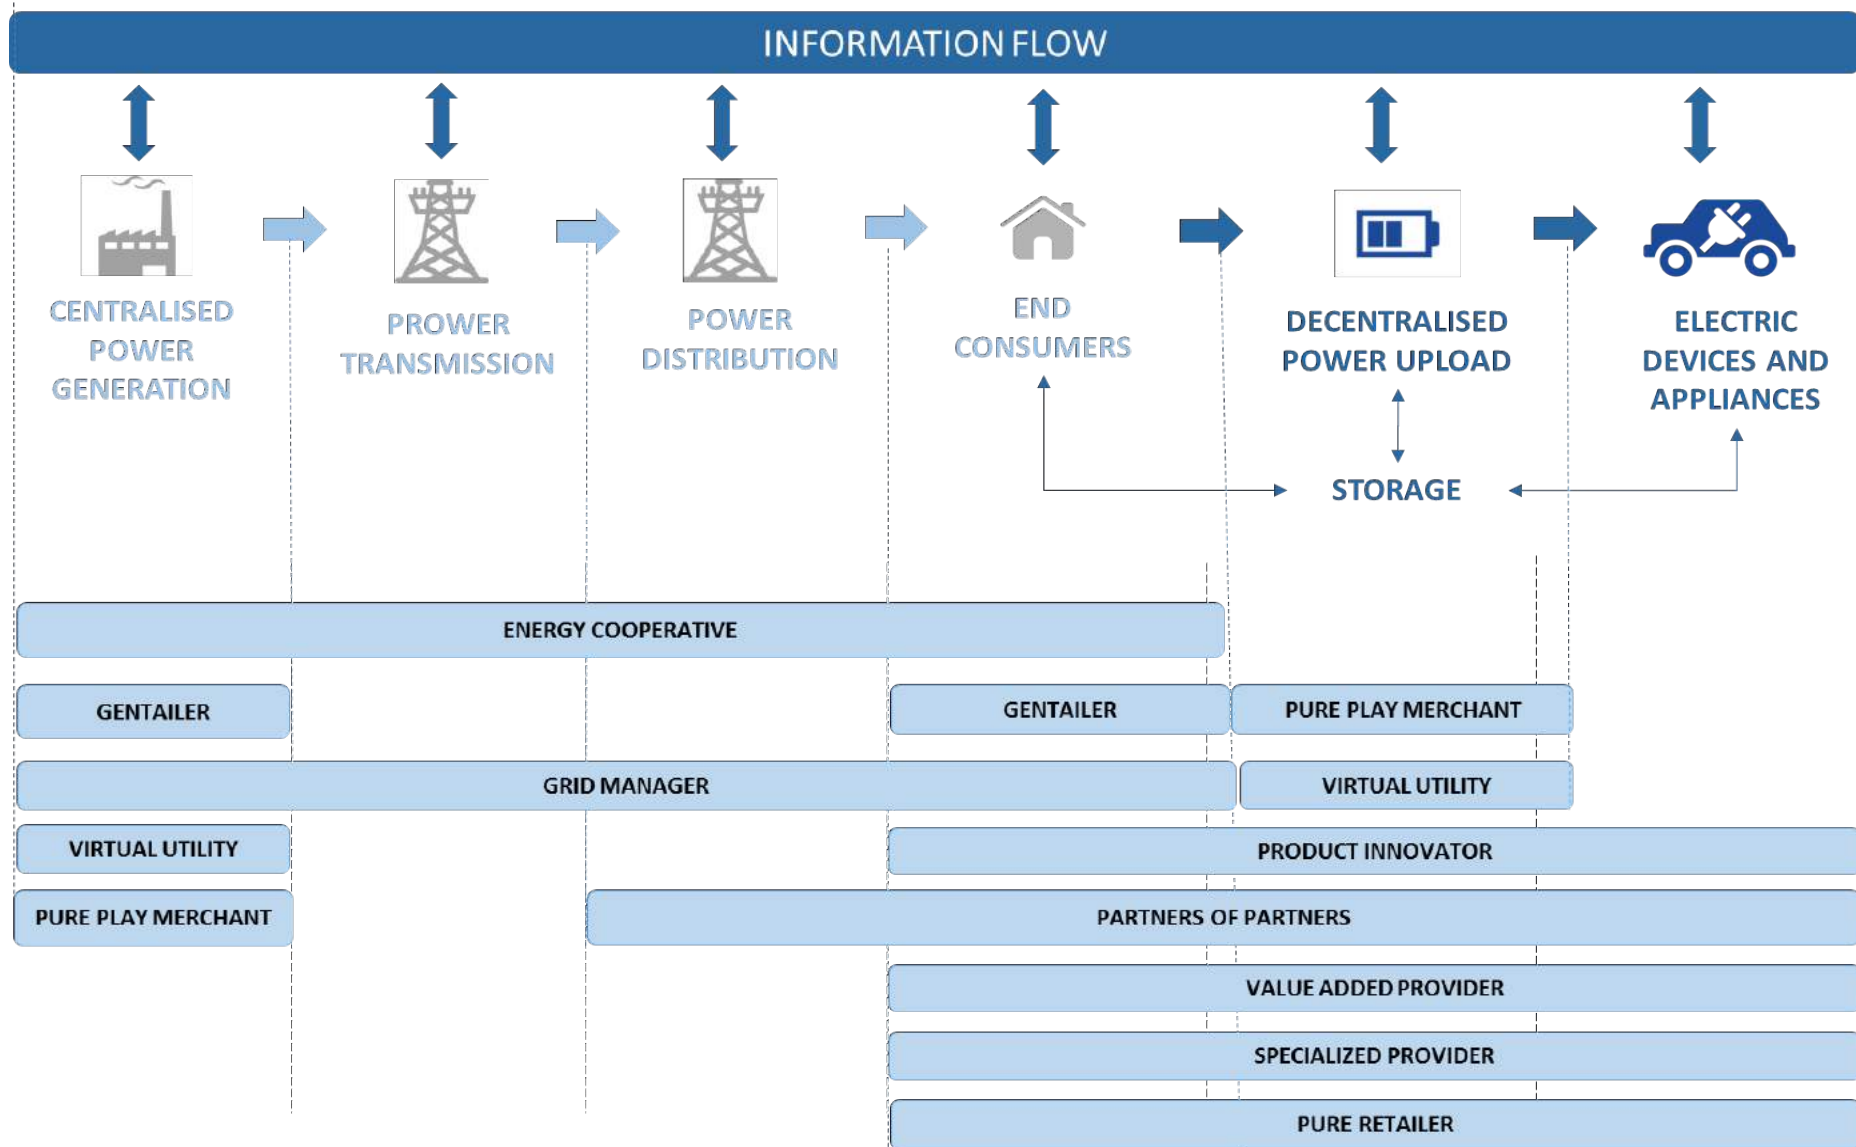 INFORMATION FLOW
CENTRALISED
POWER
GENERATION
PROWER
TRANSMISSION
POWER
DISTRIBUTION
END
CONSUMERS
DECENTRALISED
POWER UPLOAD
ELECTRIC
DEVICES AND
APPLIANCES
STORAGE
ENERGY COOPERATIVE
GENTAILER
GENTAILER
PURE PLAY MERCHANT
GRID MANAGER
VIRTUAL UTILITY
VIRTUAL UTILITY
PRODUCT INNOVATOR
PURE PLAY MERCHANT
PARTNERS OF PARTNERS
VALUE ADDED PROVIDER
SPECIALIZED PROVIDER
PURE RETAILER